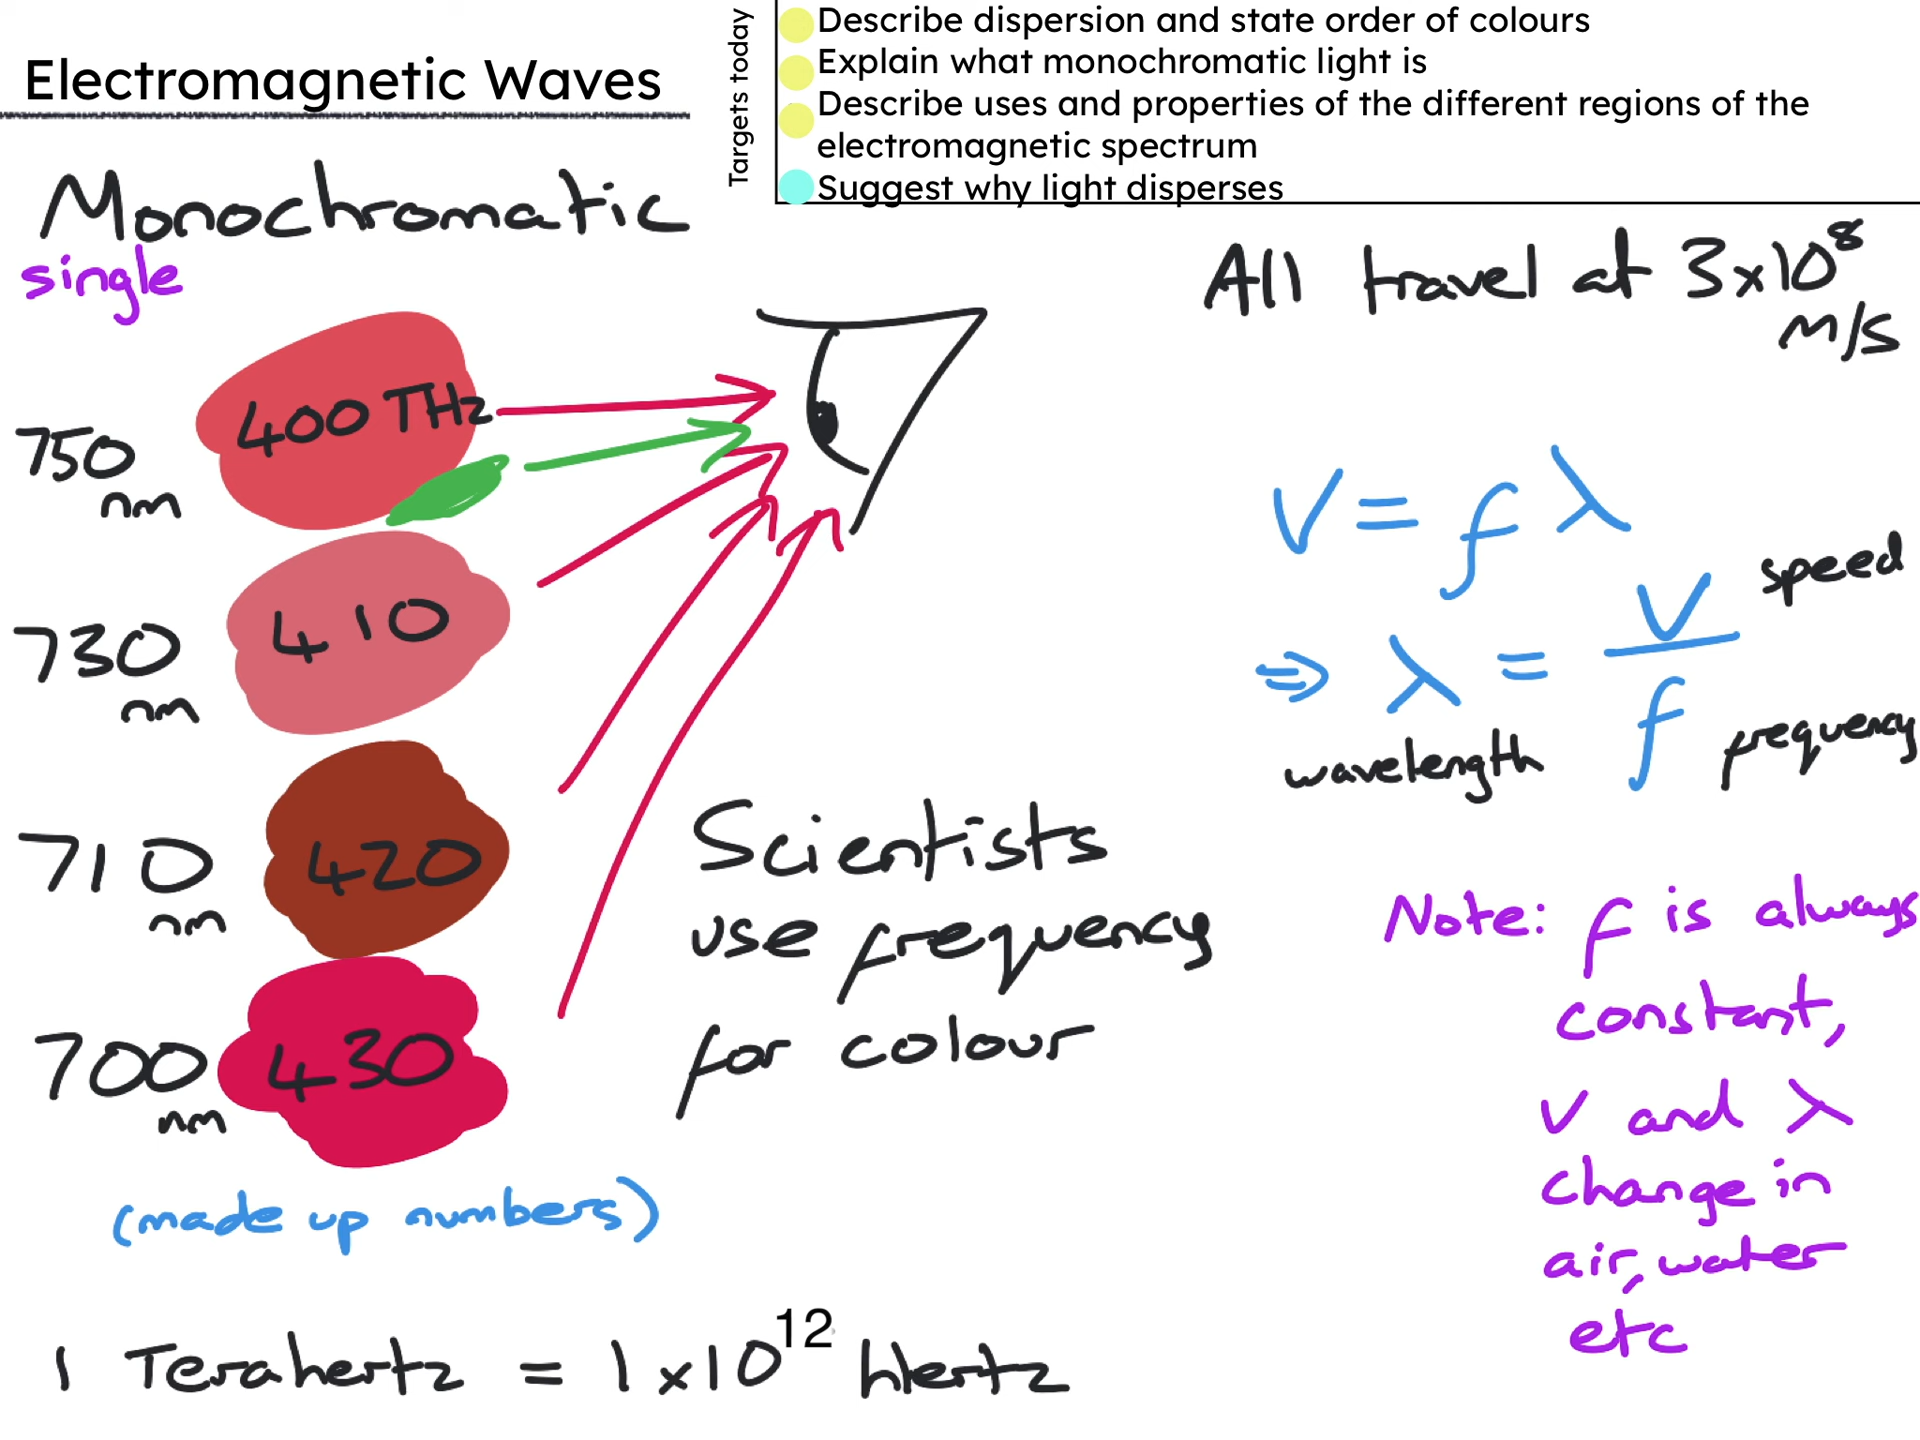 Electromagnetic Waves
Targets today
Describe dispersion and state order of colours
Explain what monochromatic light is
Describe uses and properties of the different regions of the
electromagnetic spectrum
Suggest why light disperses
Monochromatic
single
400 THz
750
nm
410
730
nm
420
710
nm
430
700
nm
(made up numbers)
1 Terahertz = 1 x 10¹² Hertz
Scientists
use frequency
for colour
All travel at 3x10⁸
m/s
v = f λ
speed
⇒ λ = v/f
wavelength
frequency
Note: f is always
constant,
v and λ
change in
air, water
etc